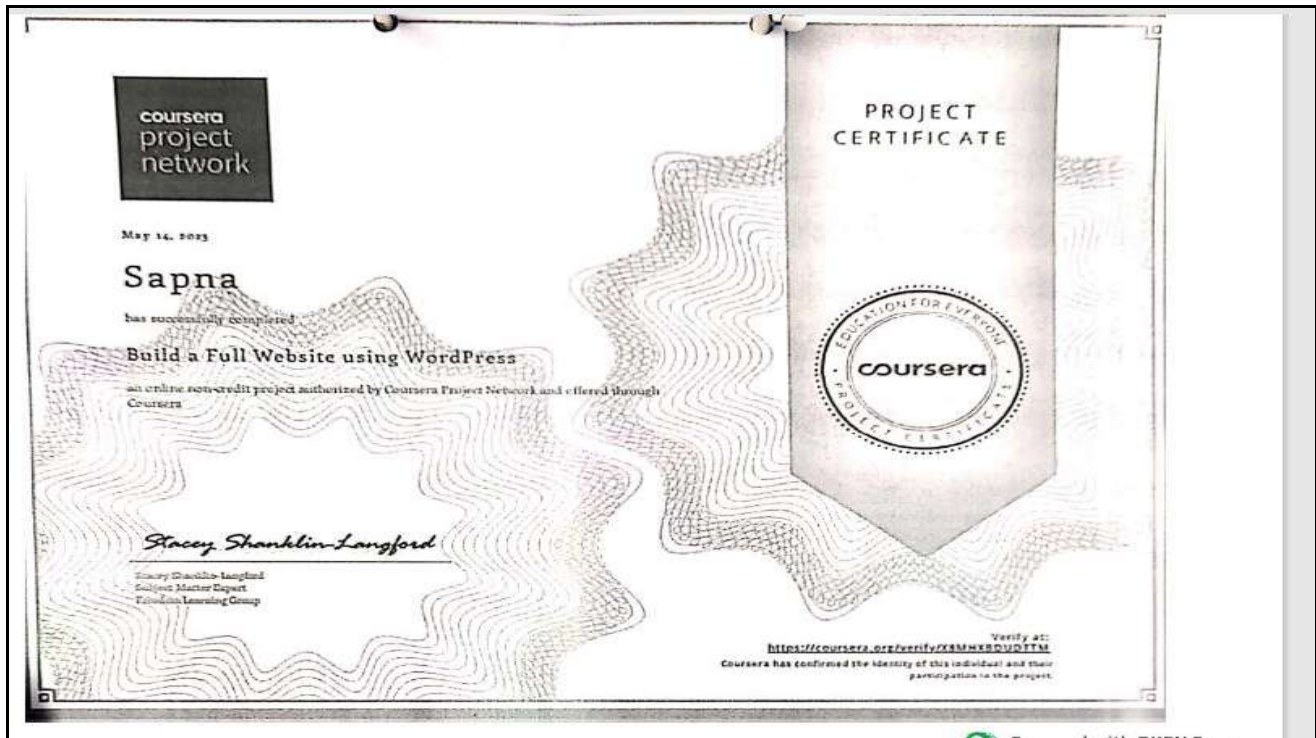 coursera
project
network
May 14, 2023
Sapna
has successfully completed
Build a Full Website using WordPress
an online non-credit project authorized by Coursera Project Network and offered through
Coursera
Stacey Shanklin-Langford
Stacey Shanklin-Langford
Subject Matter Expert
Freedom Learning Group
PROJECT
CERTIFICATE
EDUCATION FOR EVERYONE
coursera
PROJECT CERTIFICATE
Verify at:
https://coursera.org/verify/
Coursera has confirmed the identity of this individual and their
participation in the project